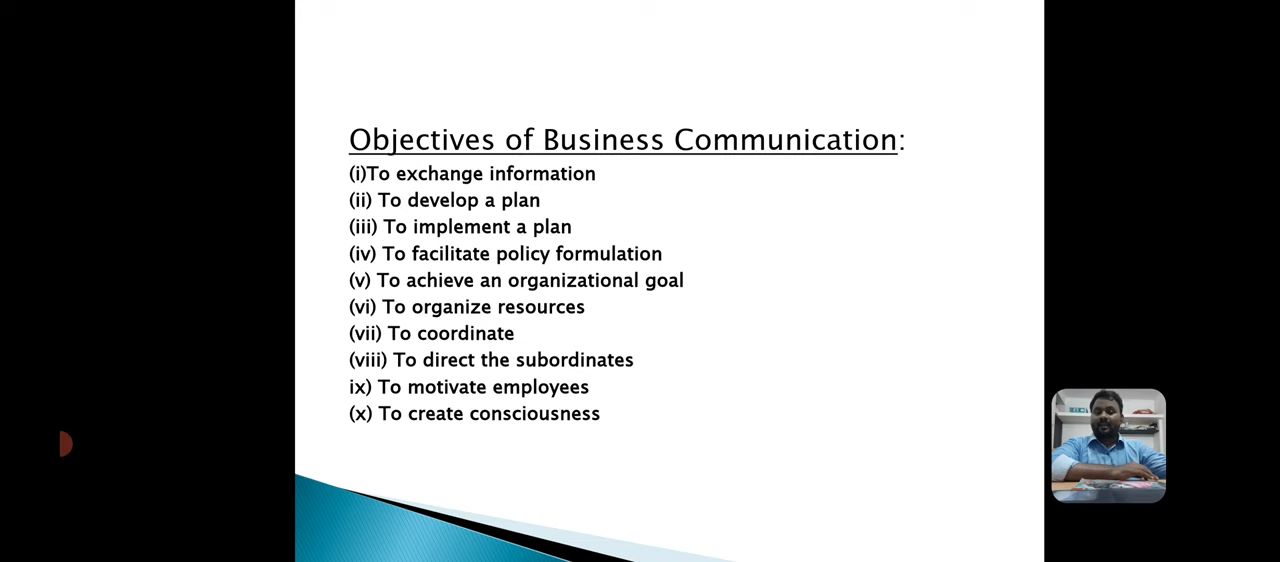 Objectives of Business Communication:
(i)To exchange information
(ii) To develop a plan
(iii) To implement a plan
(iv) To facilitate policy formulation
(v) To achieve an organizational goal
(vi) To organize resources
(vii) To coordinate
(viii) To direct the subordinates
ix) To motivate employees
(x) To create consciousness